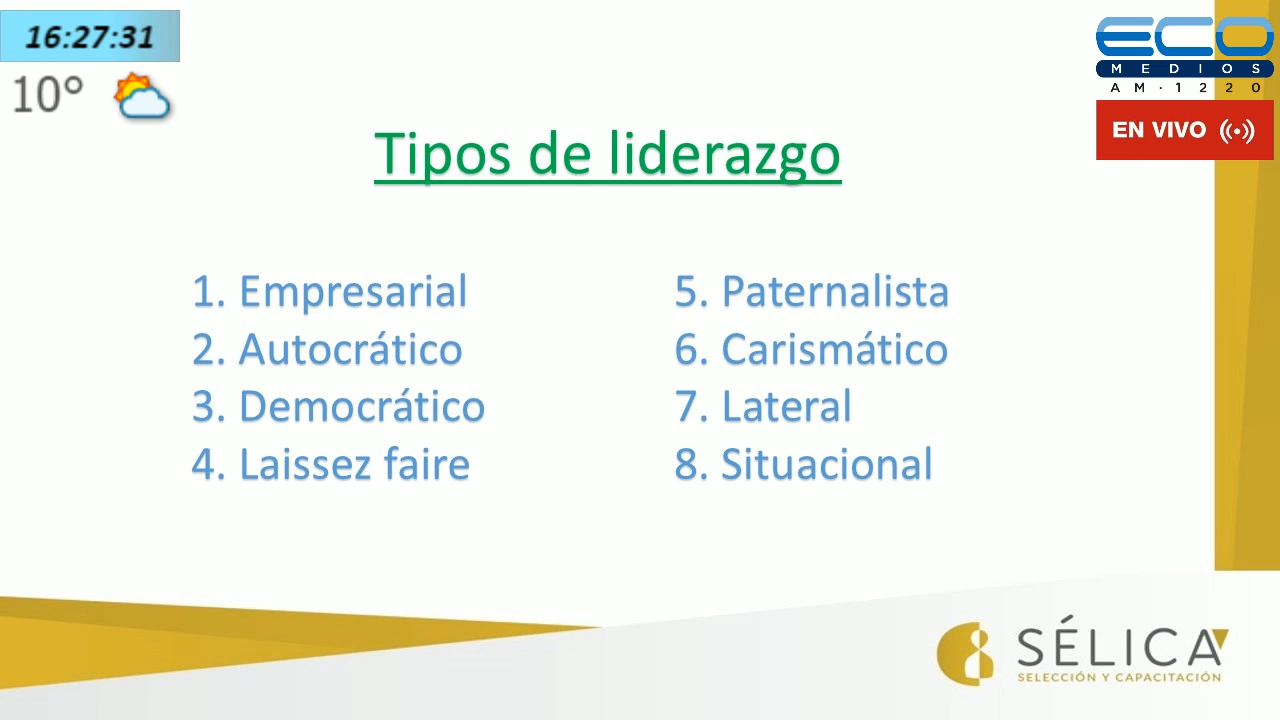 16:27:31
10°
ECO
MEDIOS
AM·1220
EN VIVO
Tipos de liderazgo
1. Empresarial
2. Autocrático
3. Democrático
4. Laissez faire
5. Paternalista
6. Carismático
7. Lateral
8. Situacional
SÉLICA
SELECCIÓN Y CAPACITACIÓN